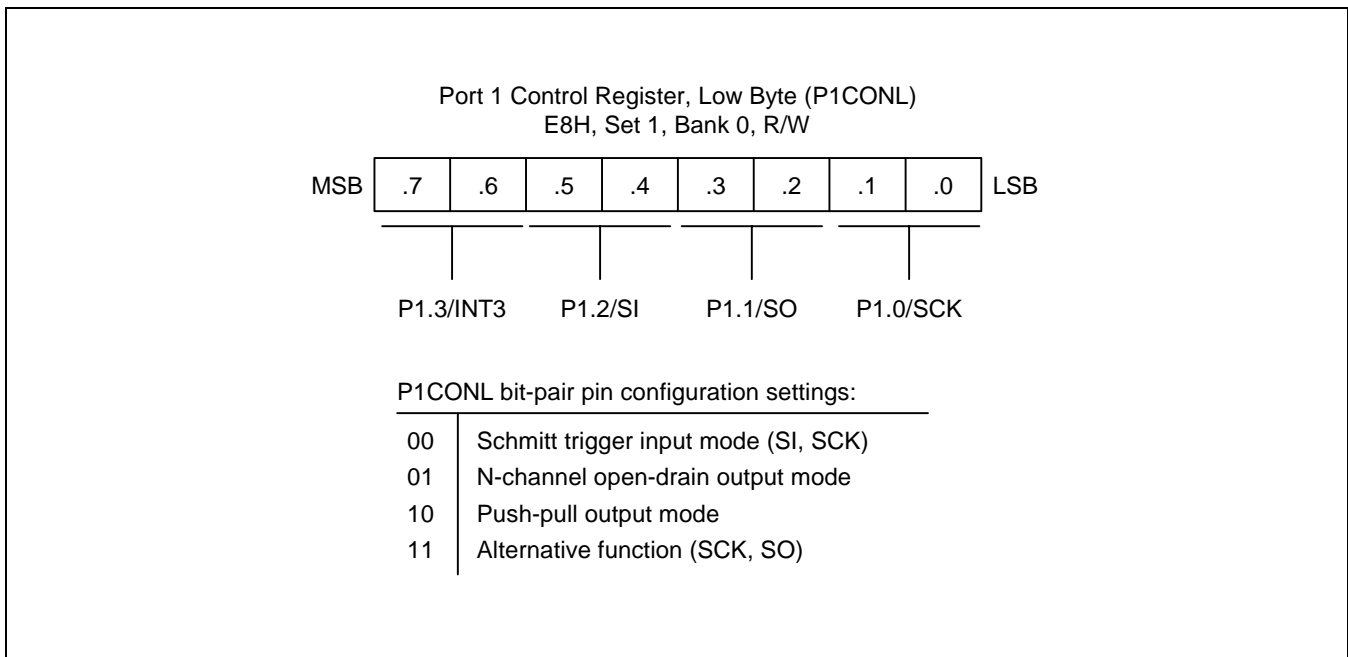 Port 1 Control Register, Low Byte (P1CONL)
E8H, Set 1, Bank 0, R/W
MSB .7 .6 .5 .4 .3 .2 .1 .0 LSB
P1.3/INT3 P1.2/SI P1.1/SO P1.0/SCK
P1CONL bit-pair pin configuration settings:
00 Schmitt trigger input mode (SI, SCK)
01 N-channel open-drain output mode
10 Push-pull output mode
11 Alternative function (SCK, SO)